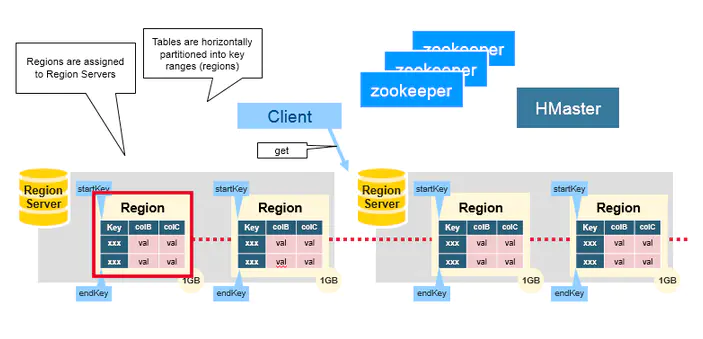 Regions are assigned
to Region Servers
Tables are horizontally
partitioned into key
ranges (regions)
zookeeper
zookeeper
zookeeper
HMaster
Client
get
Region
Server
startKey
Region
Key colB colC
xxx val val
xxx val val
1GB
endKey
startKey
Region
Key colB colC
xxx val val
xxx val val
1GB
endKey
Region
Server
startKey
Region
Key colB colC
xxx val val
xxx val val
1GB
endKey
startKey
Region
Key colB colC
xxx val val
xxx val val
1GB
endKey